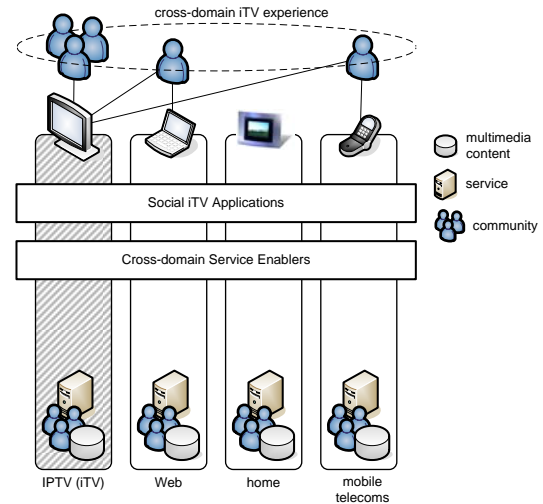 cross-domain iTV experience
multimedia
content
service
community
Social iTV Applications
Cross-domain Service Enablers
IPTV (iTV)
Web
home
mobile
telecoms